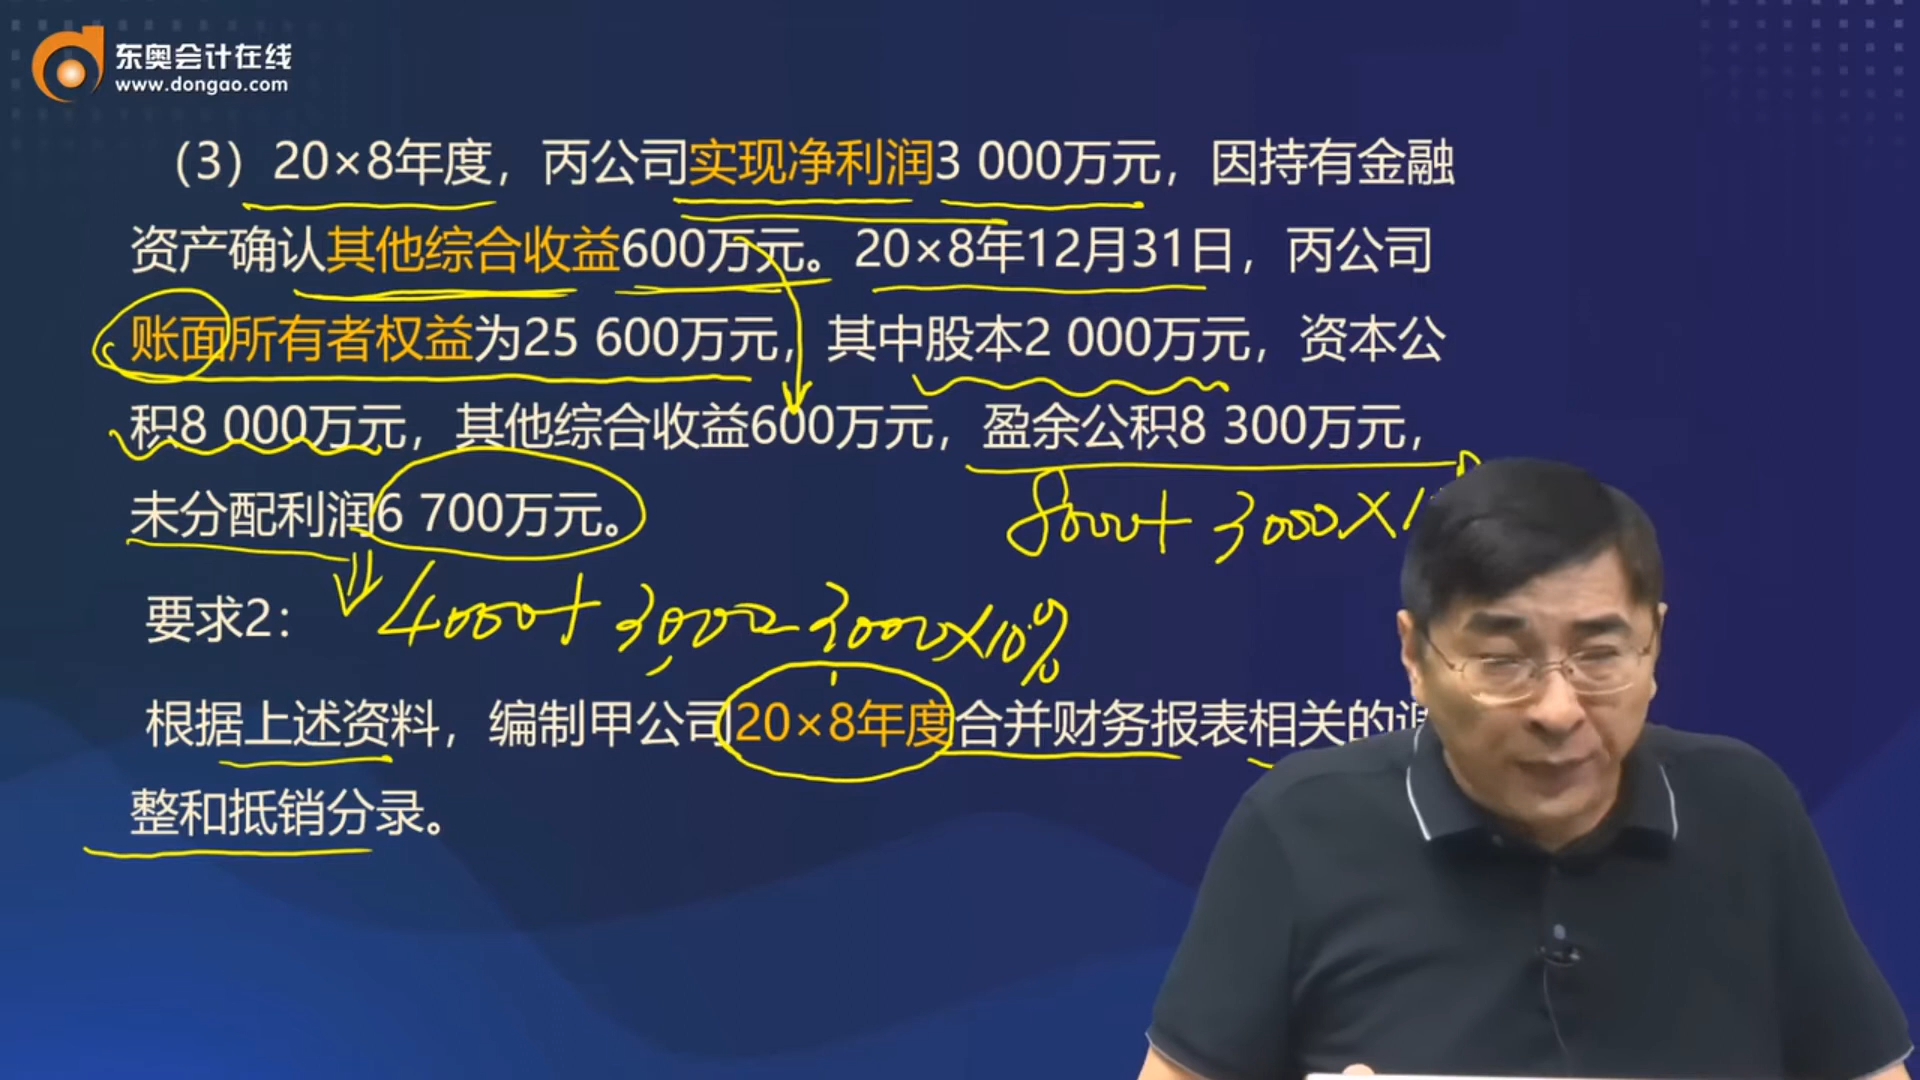 东奥会计在线
www.dongao.com
（3）20×8年度，丙公司实现净利润3 000万元，因持有金融
资产确认其他综合收益600万元。20×8年12月31日，丙公司
账面所有者权益为25 600万元，其中股本2 000万元，资本公
积8 000万元，其他综合收益600万元，盈余公积8 300万元，
8000+3000×1
未分配利润6 700万元。
4000+3000-3000×10%
要求2：
根据上述资料，编制甲公司20×8年度合并财务报表相关的
整和抵销分录。